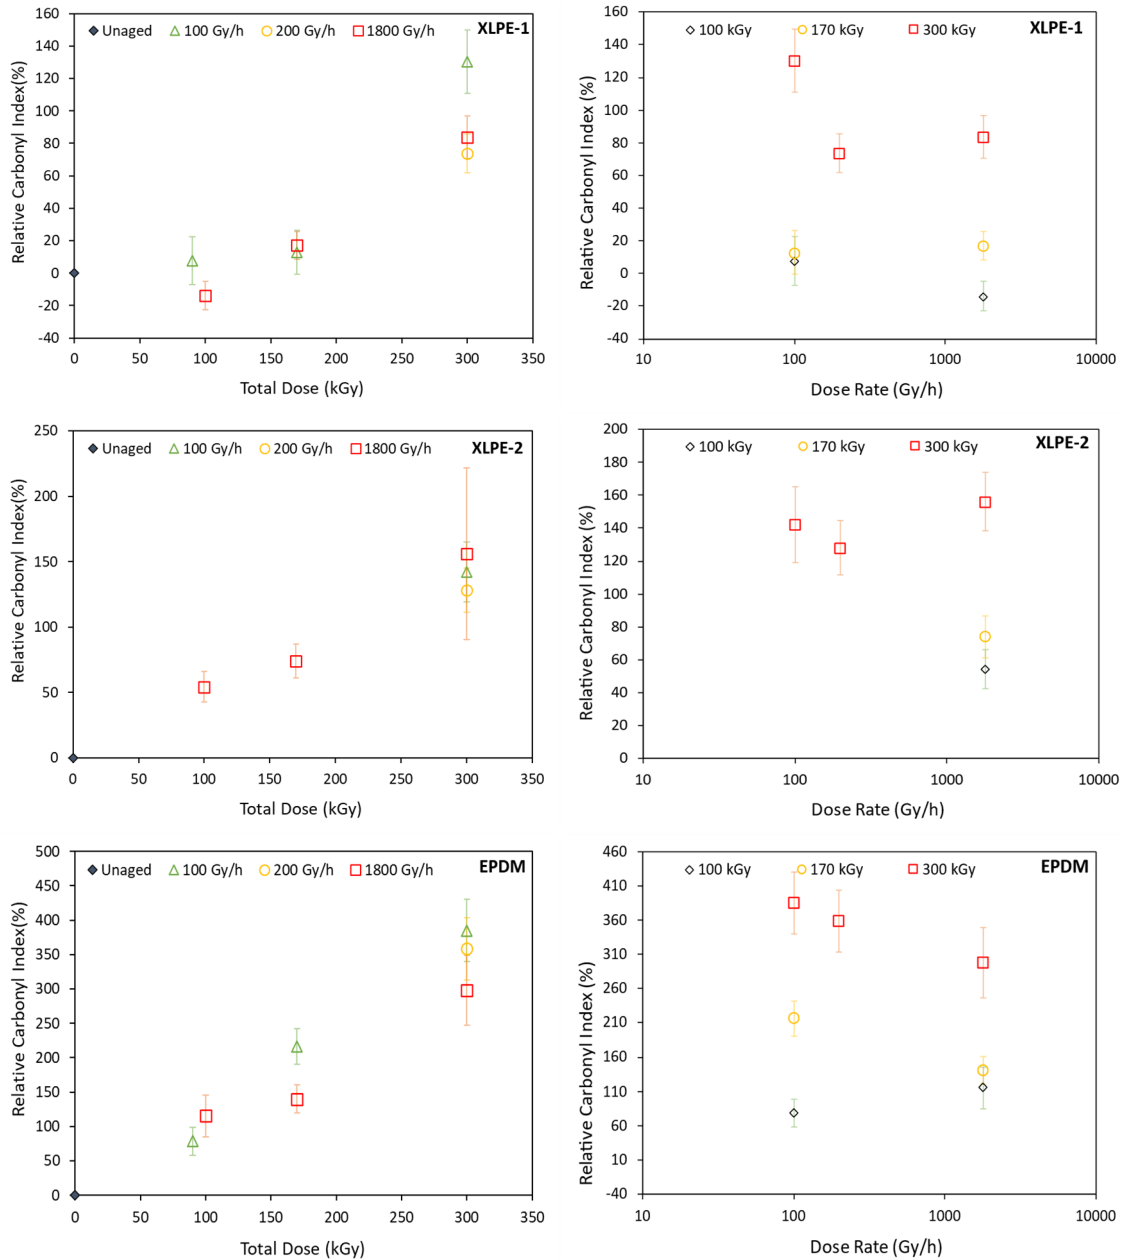 Unaged 100 Gy/h 200 Gy/h 1800 Gy/h XLPE-1
Relative Carbonyl Index(%)
160
140
120
100
80
60
40
20
0
-20
-40
0 50 100 150 200 250 300 350
Total Dose (kGy)
100 kGy 170 kGy 300 kGy XLPE-1
Relative Carbonyl Index (%)
160
140
120
100
80
60
40
20
0
-20
-40
10 100 1000 10000
Dose Rate (Gy/h)
Unaged 100 Gy/h 200 Gy/h 1800 Gy/h XLPE-2
Relative Carbonyl Index(%)
250
200
150
100
50
0
0 50 100 150 200 250 300 350
Total Dose (kGy)
100 kGy 170 kGy 300 kGy XLPE-2
Relative Carbonyl Index (%)
200
180
160
140
120
100
80
60
40
20
0
10 100 1000 10000
Dose Rate (Gy/h)
Unaged 100 Gy/h 200 Gy/h 1800 Gy/h EPDM
Relative Carbonyl Index(%)
500
450
400
350
300
250
200
150
100
50
0
0 50 100 150 200 250 300 350
Total Dose (kGy)
100 kGy 170 kGy 300 kGy EPDM
Relative Carbonyl Index (%)
460
410
360
310
260
210
160
110
60
10
-40
10 100 1000 10000
Dose Rate (Gy/h)